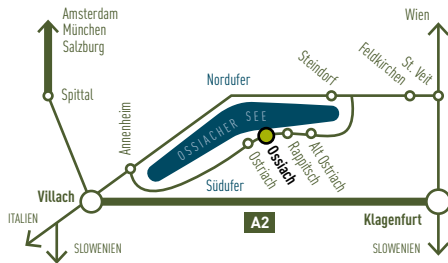 Amsterdam
München
Salzburg
Wien
Spittal
Nordufer
Steindorf
Feldkirchen
St. Veit
Annenheim
OSSIACHER SEE
Ostriach
Ossiach
Rappitsch
Alt Ostriach
Südufer
Villach
A2
Klagenfurt
ITALIEN
SLOWENIEN
SLOWENIEN